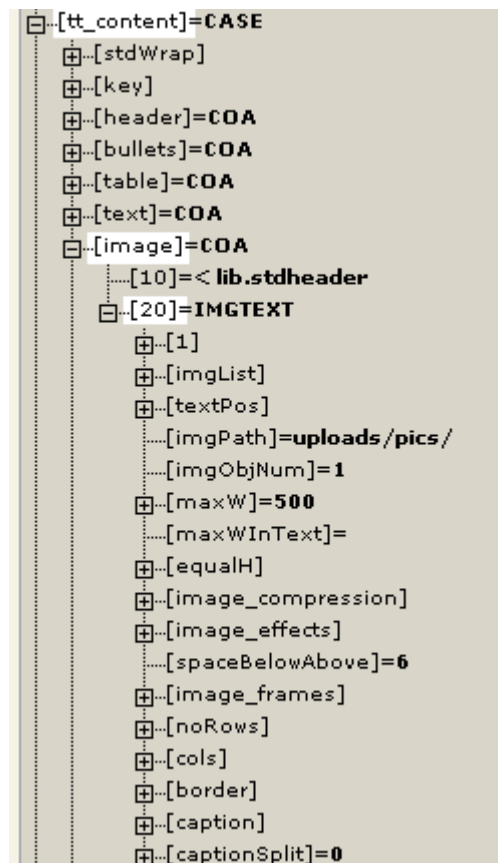 [tt_content]=CASE
[stdWrap]
[key]
[header]=COA
[bullets]=COA
[table]=COA
[text]=COA
[image]=COA
[10]=< lib.stdheader
[20]=IMGTEXT
[1]
[imgList]
[textPos]
[imgPath]=uploads/pics/
[imgObjNum]=1
[maxW]=500
[maxWInText]=
[equalH]
[image_compression]
[image_effects]
[spaceBelowAbove]=6
[image_frames]
[noRows]
[cols]
[border]
[caption]
[captionSplit]=0